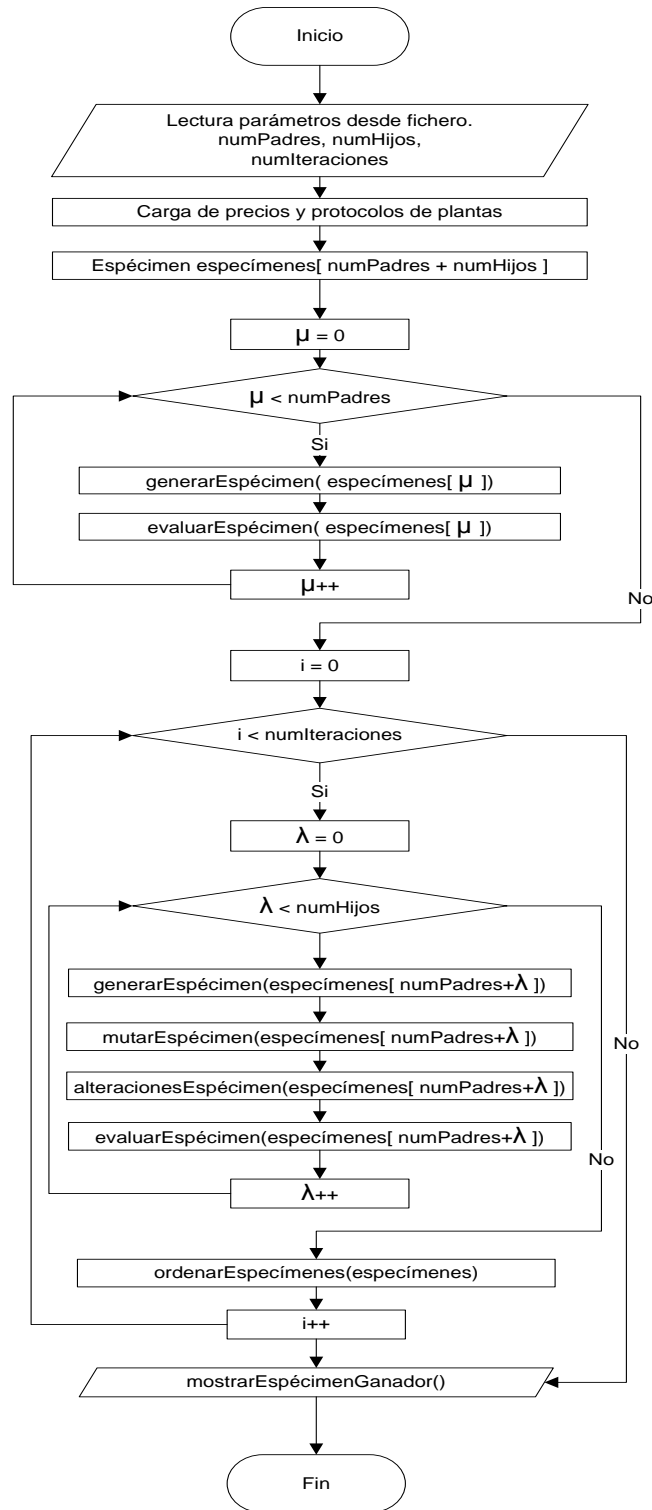 Inicio
Lectura parámetros desde fichero.
numPadres, numHijos,
numIteraciones
Carga de precios y protocolos de plantas
Espécimen especímenes[ numPadres + numHijos ]
μ = 0
μ < numPadres
Si
generarEspécimen( especímenes[ μ ])
evaluarEspécimen( especímenes[ μ ])
μ++
No
i = 0
i < numIteraciones
Si
λ = 0
λ < numHijos
generarEspécimen(especímenes[ numPadres+λ ])
mutarEspécimen(especímenes[ numPadres+λ ])
No
alteracionesEspécimen(especímenes[ numPadres+λ ])
evaluarEspécimen(especímenes[ numPadres+λ ])
No
λ++
ordenarEspecímenes(especímenes)
i++
mostrarEspécimenGanador()
Fin